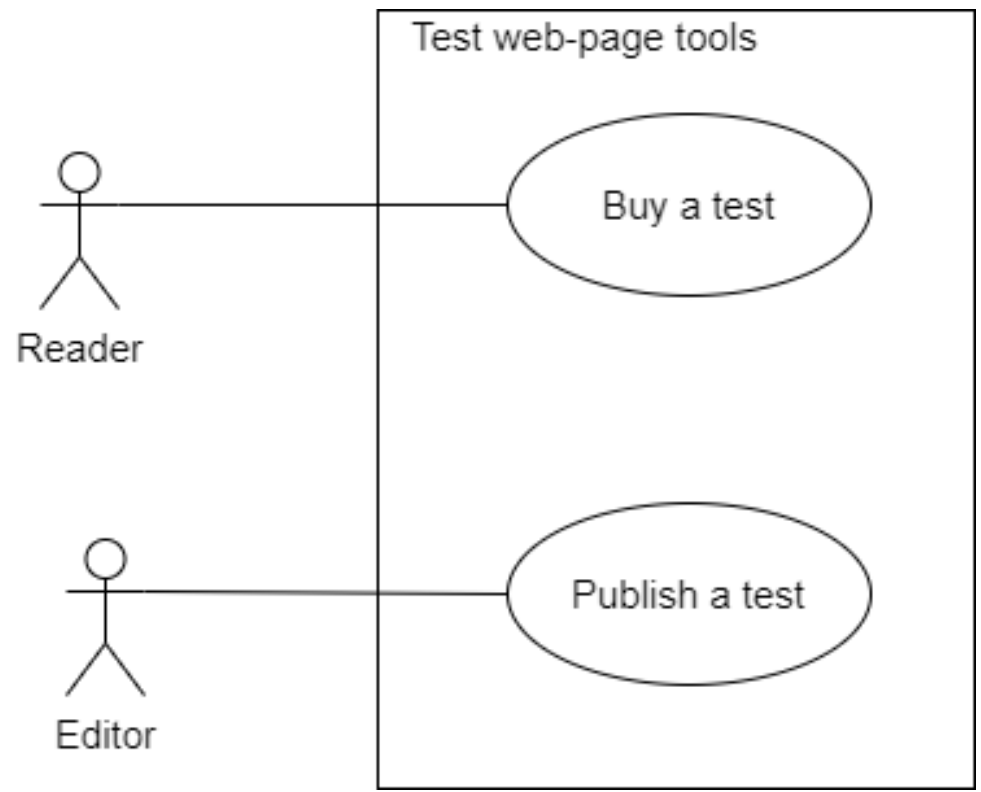 Test web-page tools
Buy a test
Reader
Publish a test
Editor